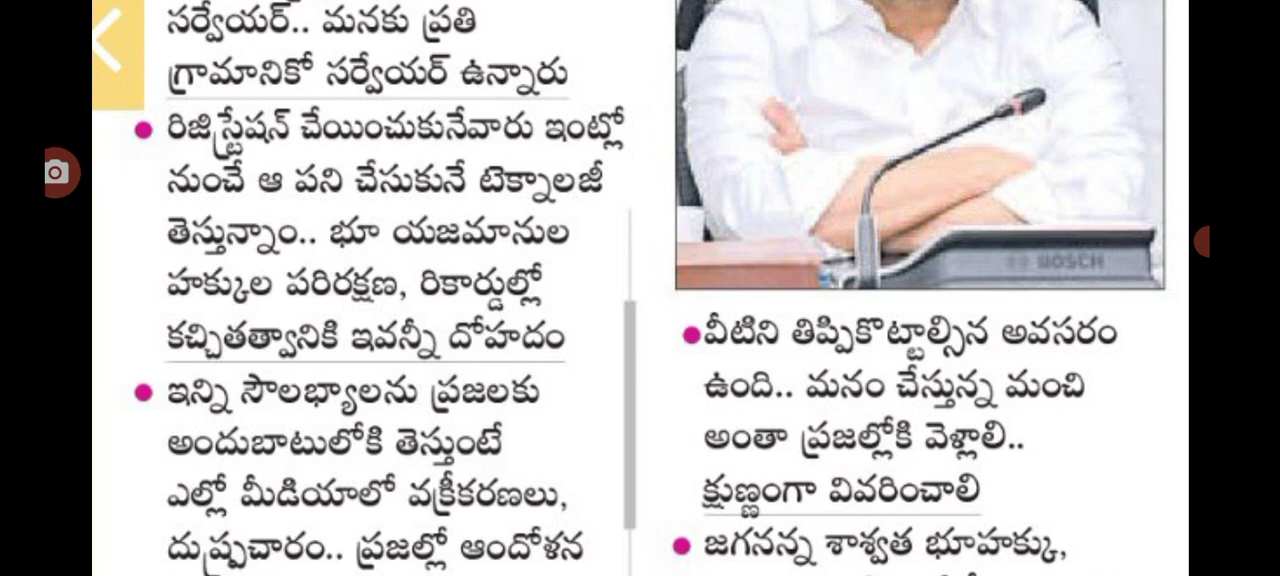 సర్వేయర్.. మనకు ప్రతి
గ్రామానికో సర్వేయర్ ఉన్నారు
రిజిస్ట్రేషన్ చేయించుకునేవారు ఇంట్లో
నుంచే ఆ పని చేసుకునే టెక్నాలజీ
తెస్తున్నాం.. భూ యజమానుల
హక్కుల పరిరక్షణ, రికార్డుల్లో
కచ్చితత్వానికి ఇవన్నీ దోహదం
ఇన్ని సౌలభ్యాలను ప్రజలకు
అందుబాటులోకి తెస్తుంటే
ఎల్లో మీడియాలో వక్రీకరణలు,
దుష్ప్రచారం.. ప్రజల్లో ఆందోళన
BOSCH
వీటిని తిప్పికొట్టాల్సిన అవసరం
ఉంది.. మనం చేస్తున్న మంచి
అంతా ప్రజల్లోకి వెళ్లాలి..
క్షుణ్ణంగా వివరించాలి
జగనన్న శాశ్వత భూహక్కు,